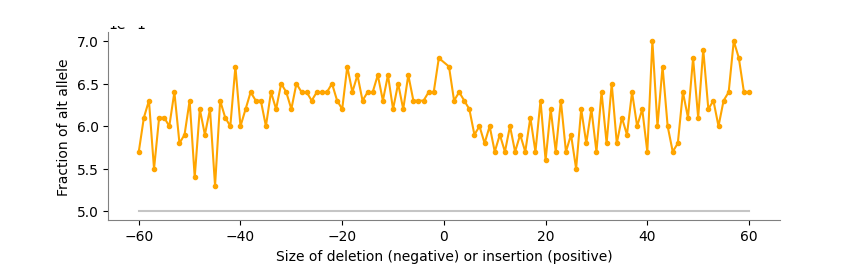 7.0
6.5
6.0
5.5
5.0
Fraction of alt allele
−60 −40 −20 0 20 40 60
Size of deletion (negative) or insertion (positive)